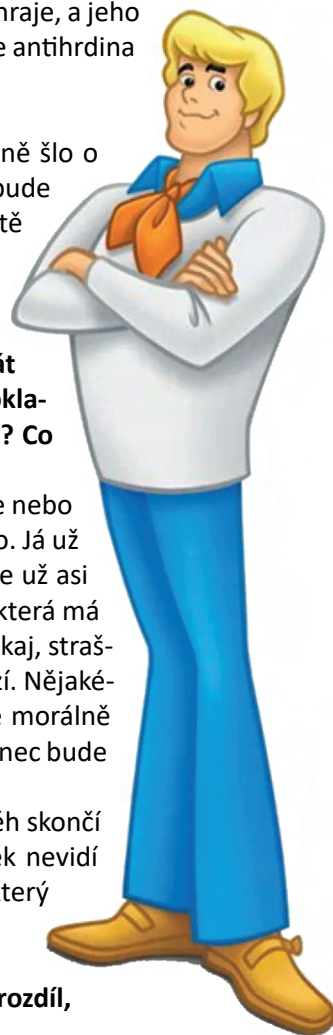 hraje, a jeho
e antihrdina
ně šlo o
bude
tě
át
okla-
? Co
e nebo
o. Já už
e už asi
která má
kaj, straš-
zí. Nějaké-
e morálně
nec bude
ěh skončí
ek nevidí
terý
rozdíl,